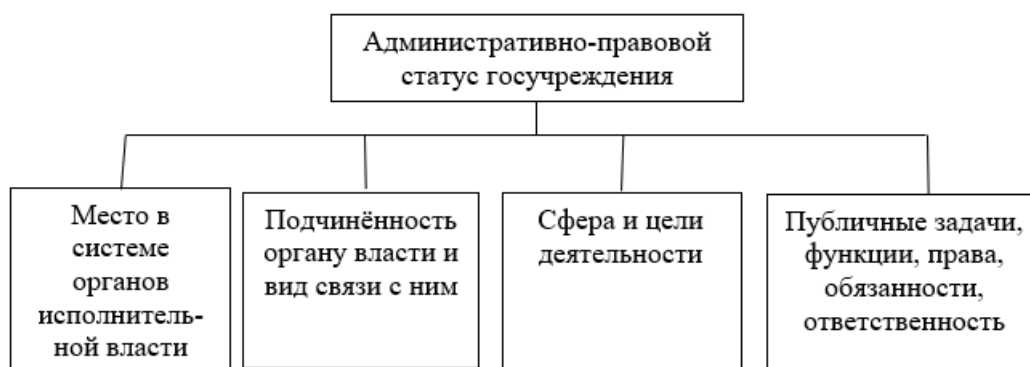 Административно-правовой
статус госучреждения
Место в
системе
органов
исполнитель-
ной власти
Подчинённость
органу власти и
вид связи с ним
Сфера и цели
деятельности
Публичные задачи,
функции, права,
обязанности,
ответственность